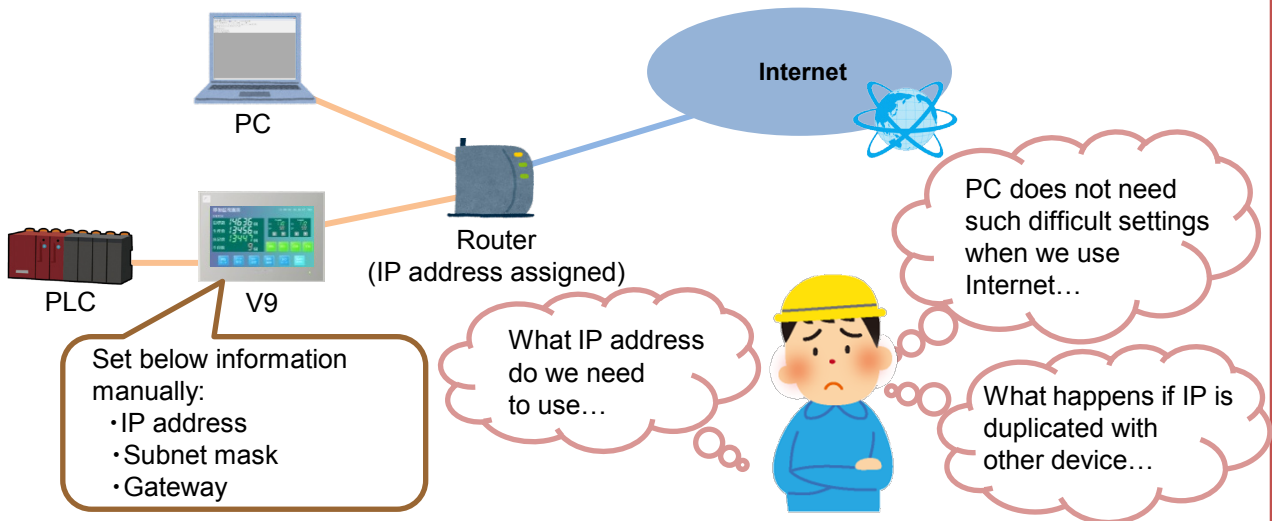 Internet
PC
Router
(IP address assigned)
PLC
V9
Set below information
manually:
・IP address
・Subnet mask
・Gateway
What IP address
do we need
to use…
PC does not need
such difficult settings
when we use
Internet…
What happens if IP is
duplicated with
other device…